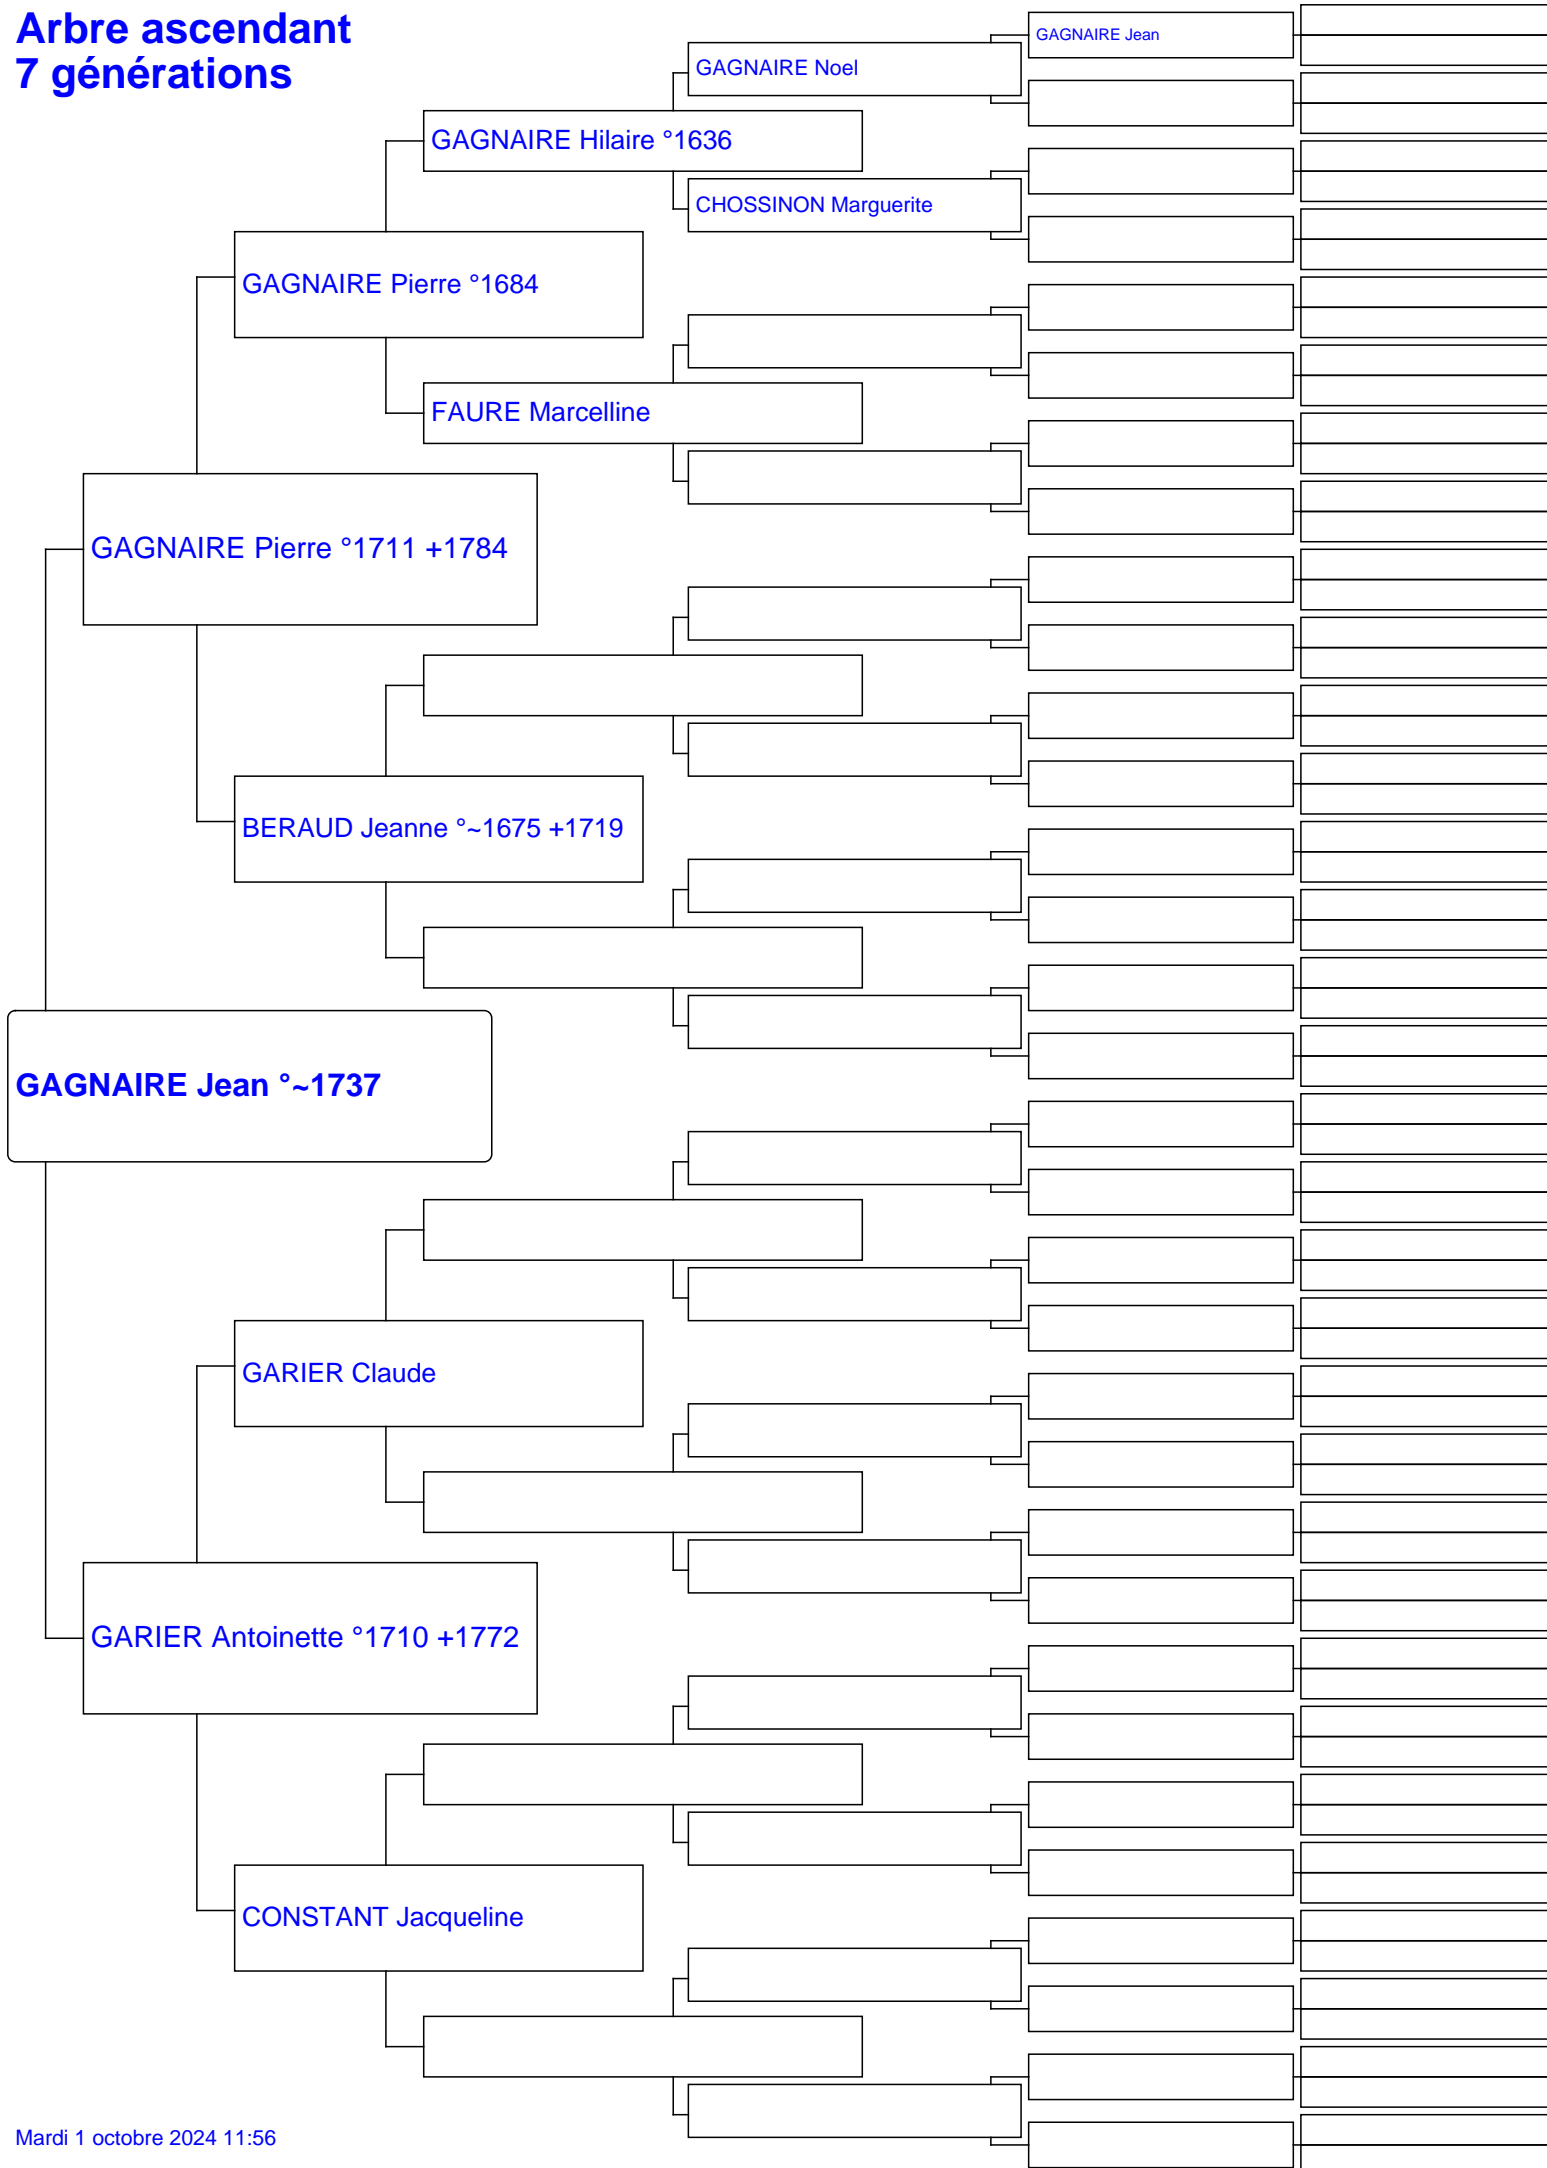 Arbre ascendant
7 générations
GAGNAIRE Jean
GAGNAIRE Noel
GAGNAIRE Hilaire °1636
CHOSSINON Marguerite
GAGNAIRE Pierre °1684
FAURE Marcelline
GAGNAIRE Pierre °1711 +1784
BERAUD Jeanne °~1675 +1719
GAGNAIRE Jean °~1737
GARIER Claude
GARIER Antoinette °1710 +1772
CONSTANT Jacqueline
Mardi 1 octobre 2024 11:56